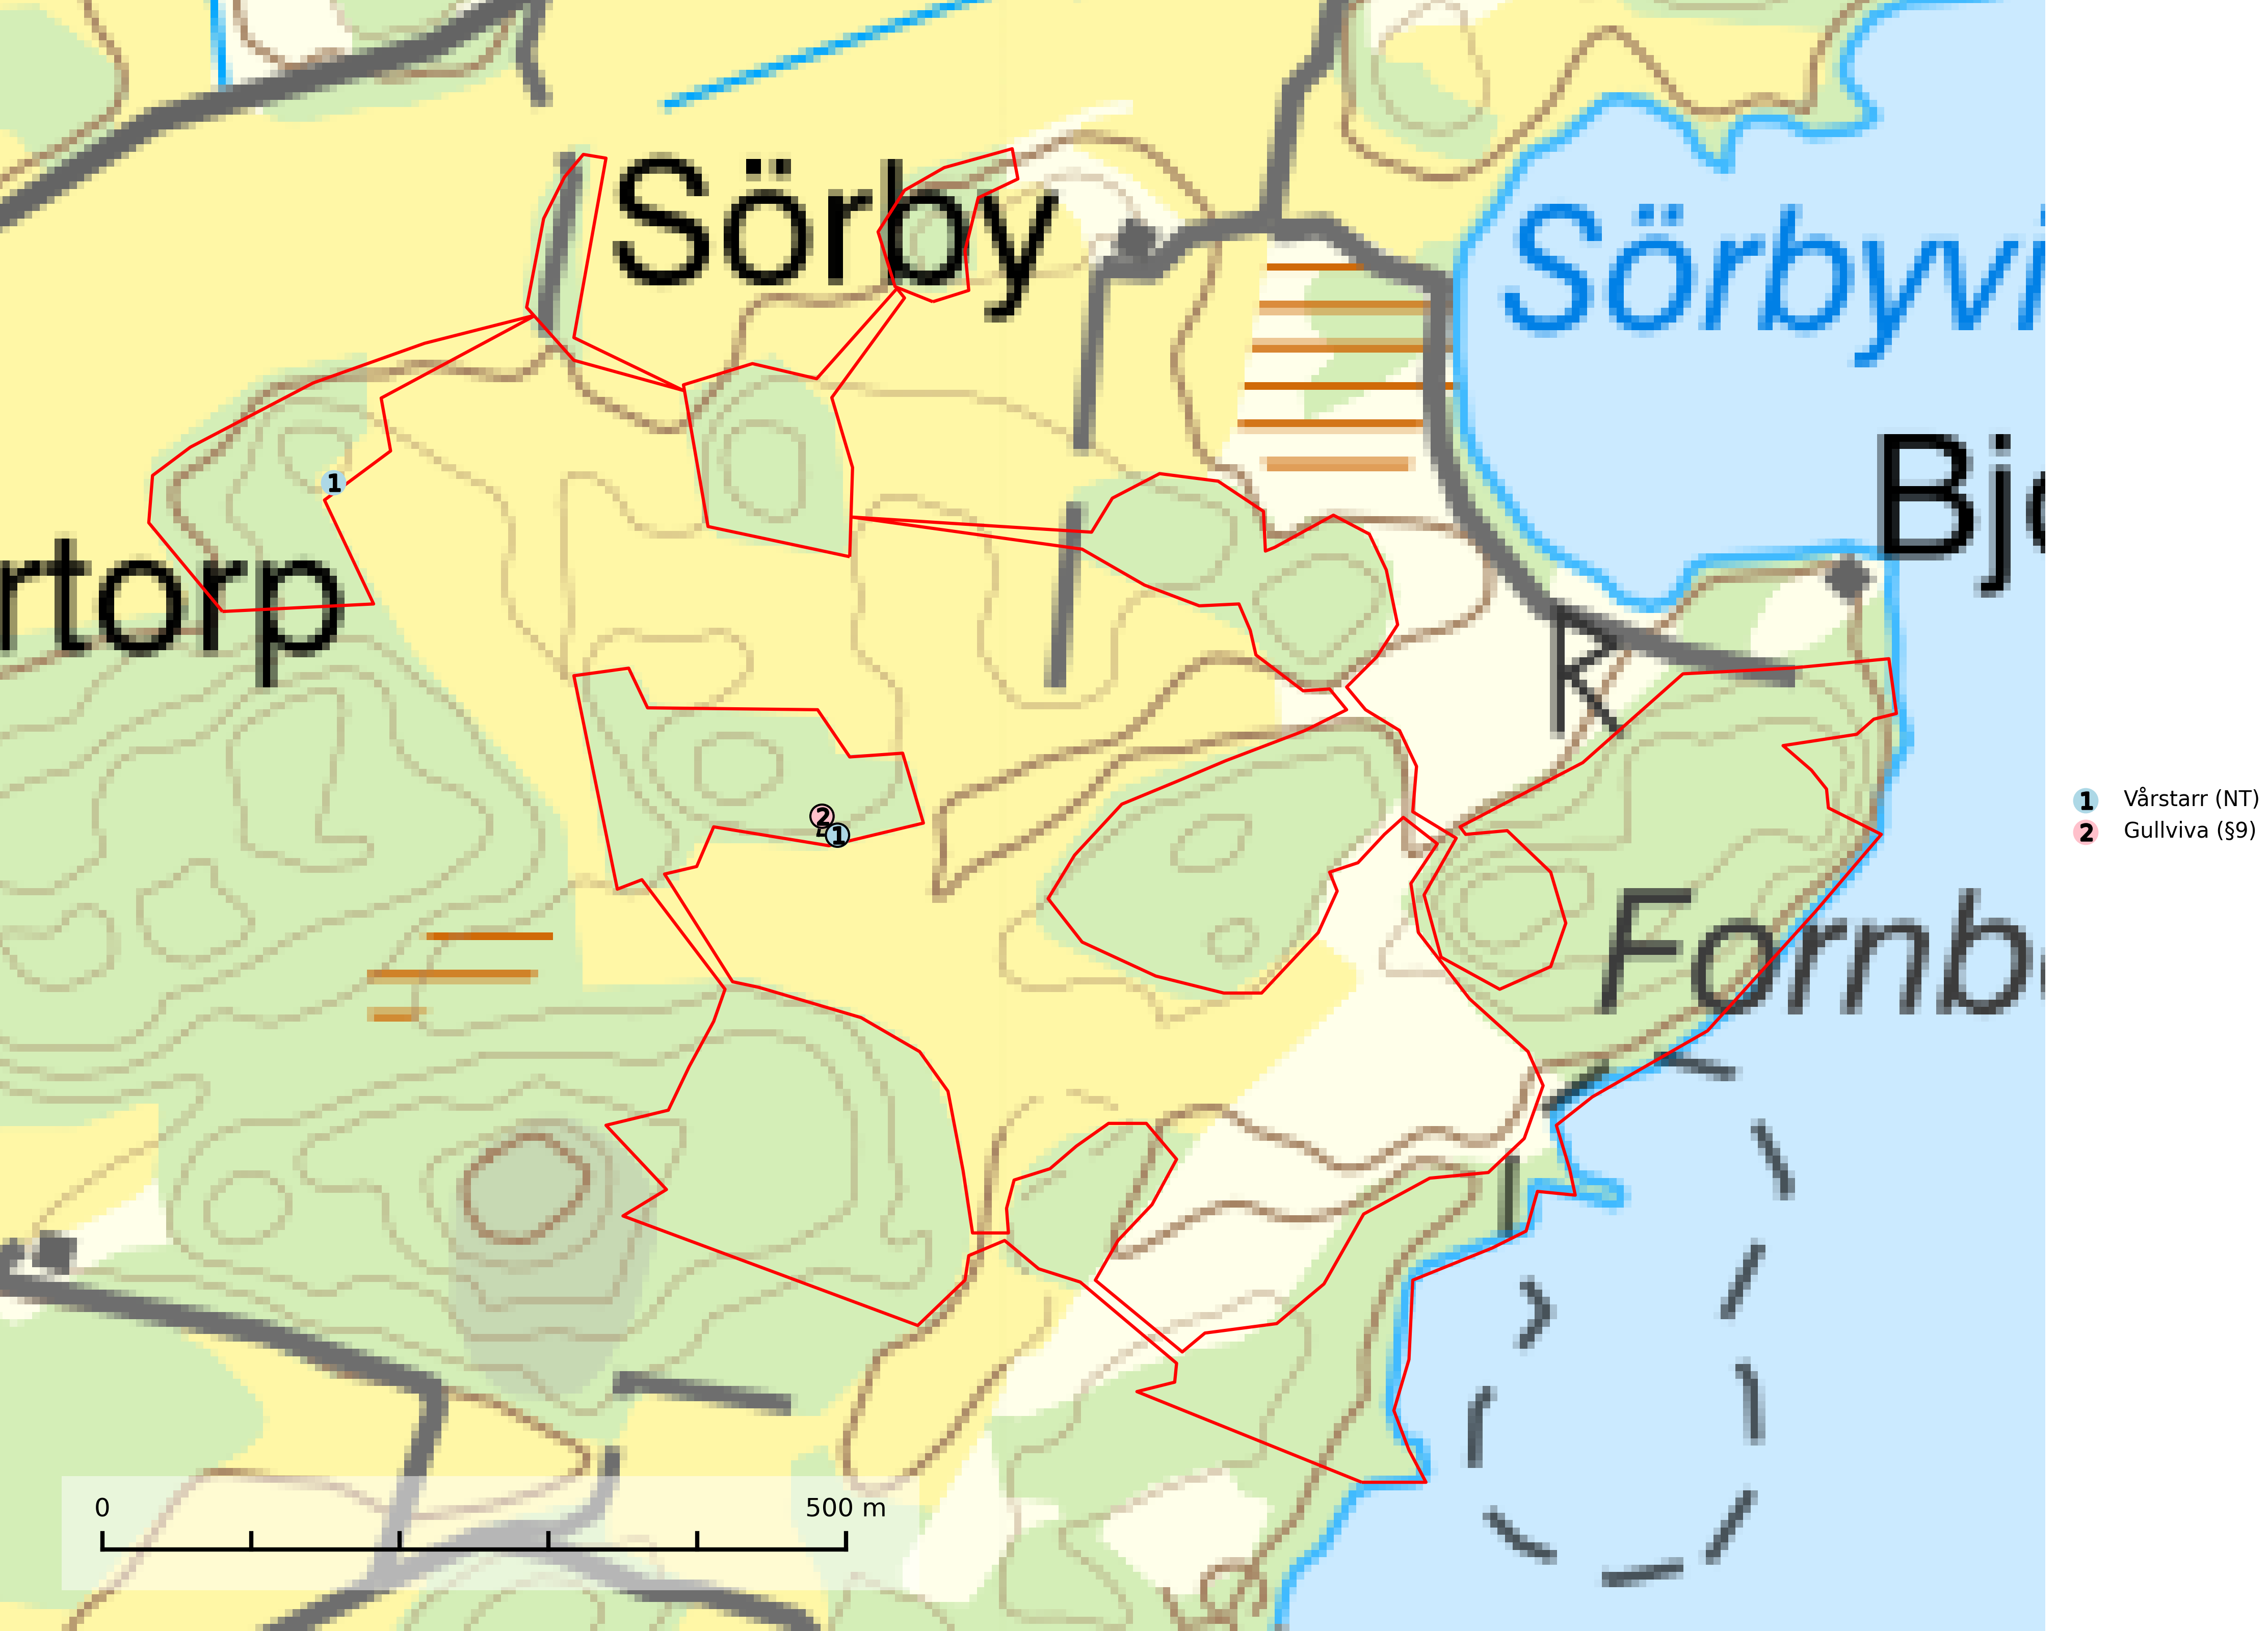 Sörby
Sörbyvi
Bj
rtorp
1
R
2
1
Fornb
1 Vårstarr (NT)
2 Gullviva (§9)
0 500 m